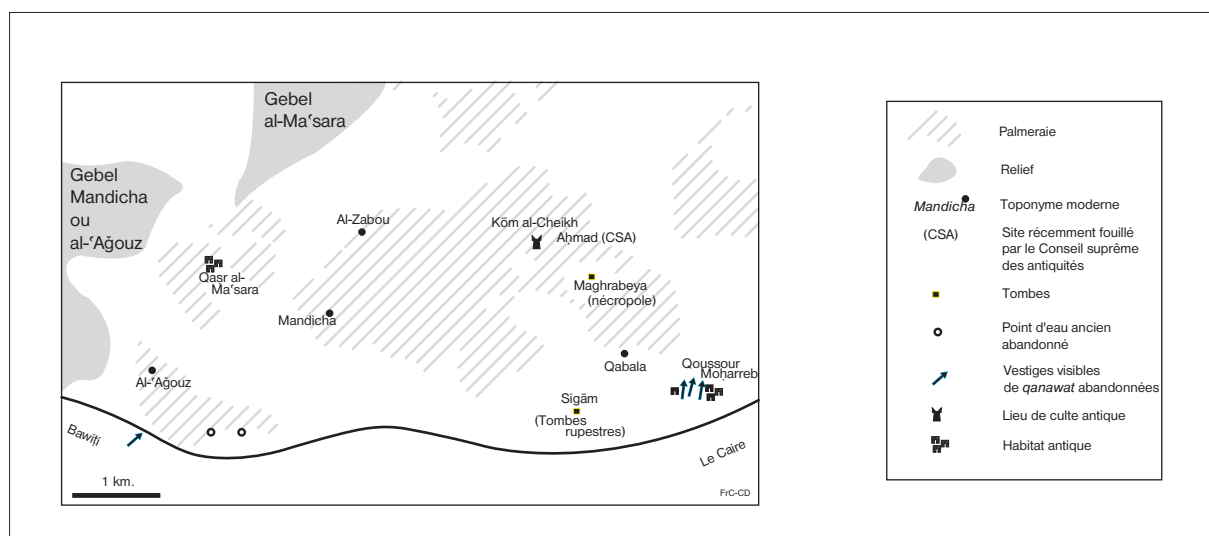 Gebel
al-Maʿsara
Gebel
Mandicha
ou
al-ʿAǧouz
Al-Zabou
Kōm al-Cheikh
Aḥmad (CSA)
Qasr al-
Maʿsara
Maghrabeya
(nécropole)
Mandicha
Qabala
Qoussour
Moḥarreb
Al-ʿAǧouz
Sigām
(Tombes
rupestres)
Bawiṭi
Le Caire
1 km.
FrC-CD
Palmeraie
Relief
Mandicha
Toponyme moderne
(CSA)
Site récemment fouillé
par le Conseil suprême
des antiquités
Tombes
Point d'eau ancien
abandonné
Vestiges visibles
de qanawat abandonnées
Lieu de culte antique
Habitat antique